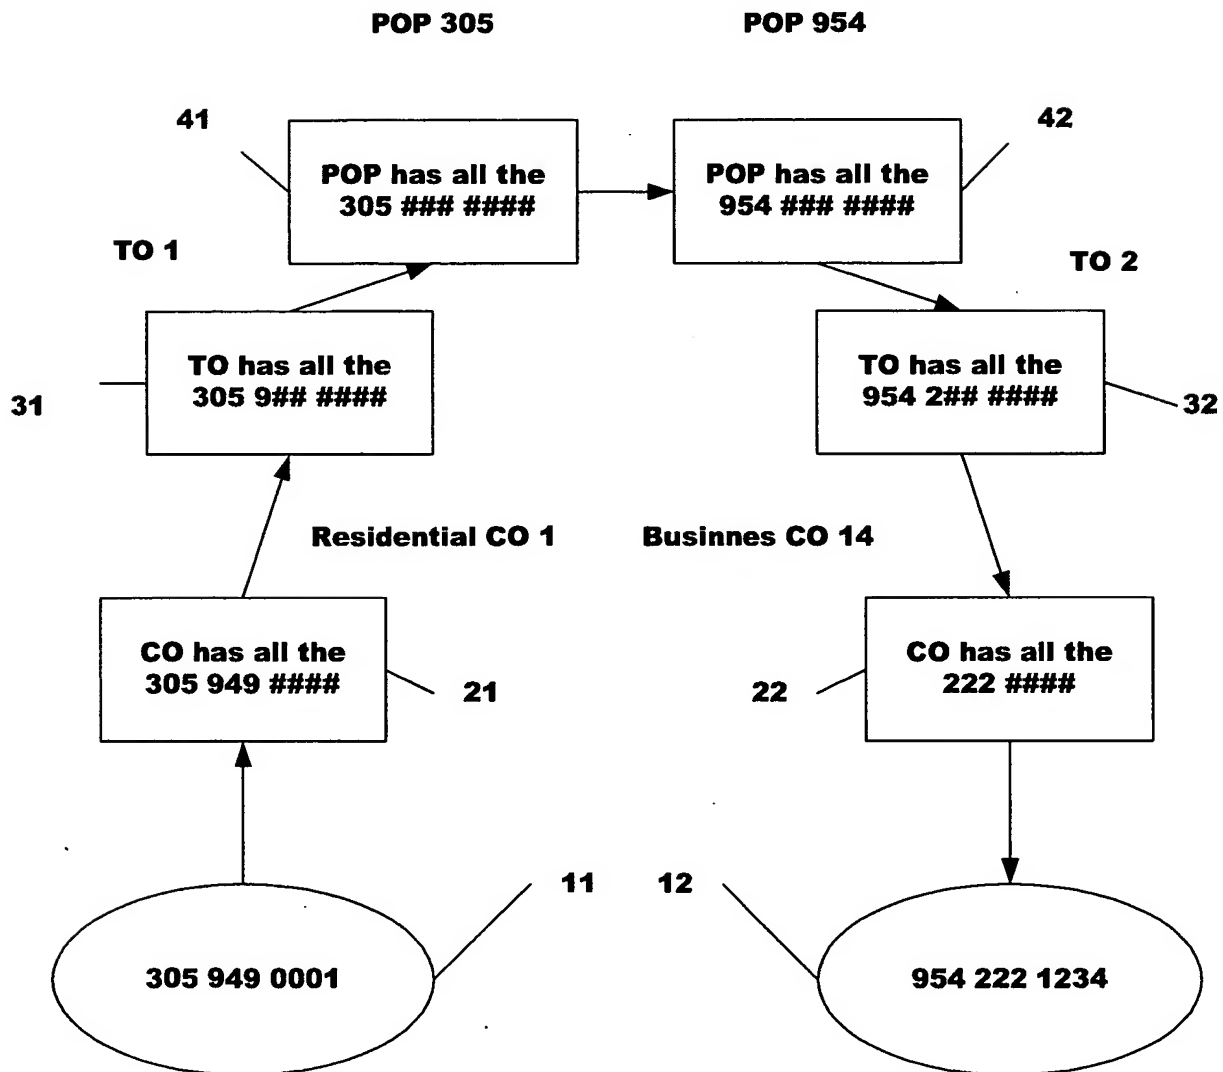 POP 305
POP 954
41
42
POP has all the
305 ### ####
POP has all the
954 ### ####
TO 1
TO 2
TO has all the
305 9## ####
TO has all the
954 2## ####
31
32
Residential CO 1
Businnes CO 14
CO has all the
305 949 ####
CO has all the
222 ####
21
22
11
12
305 949 0001
954 222 1234